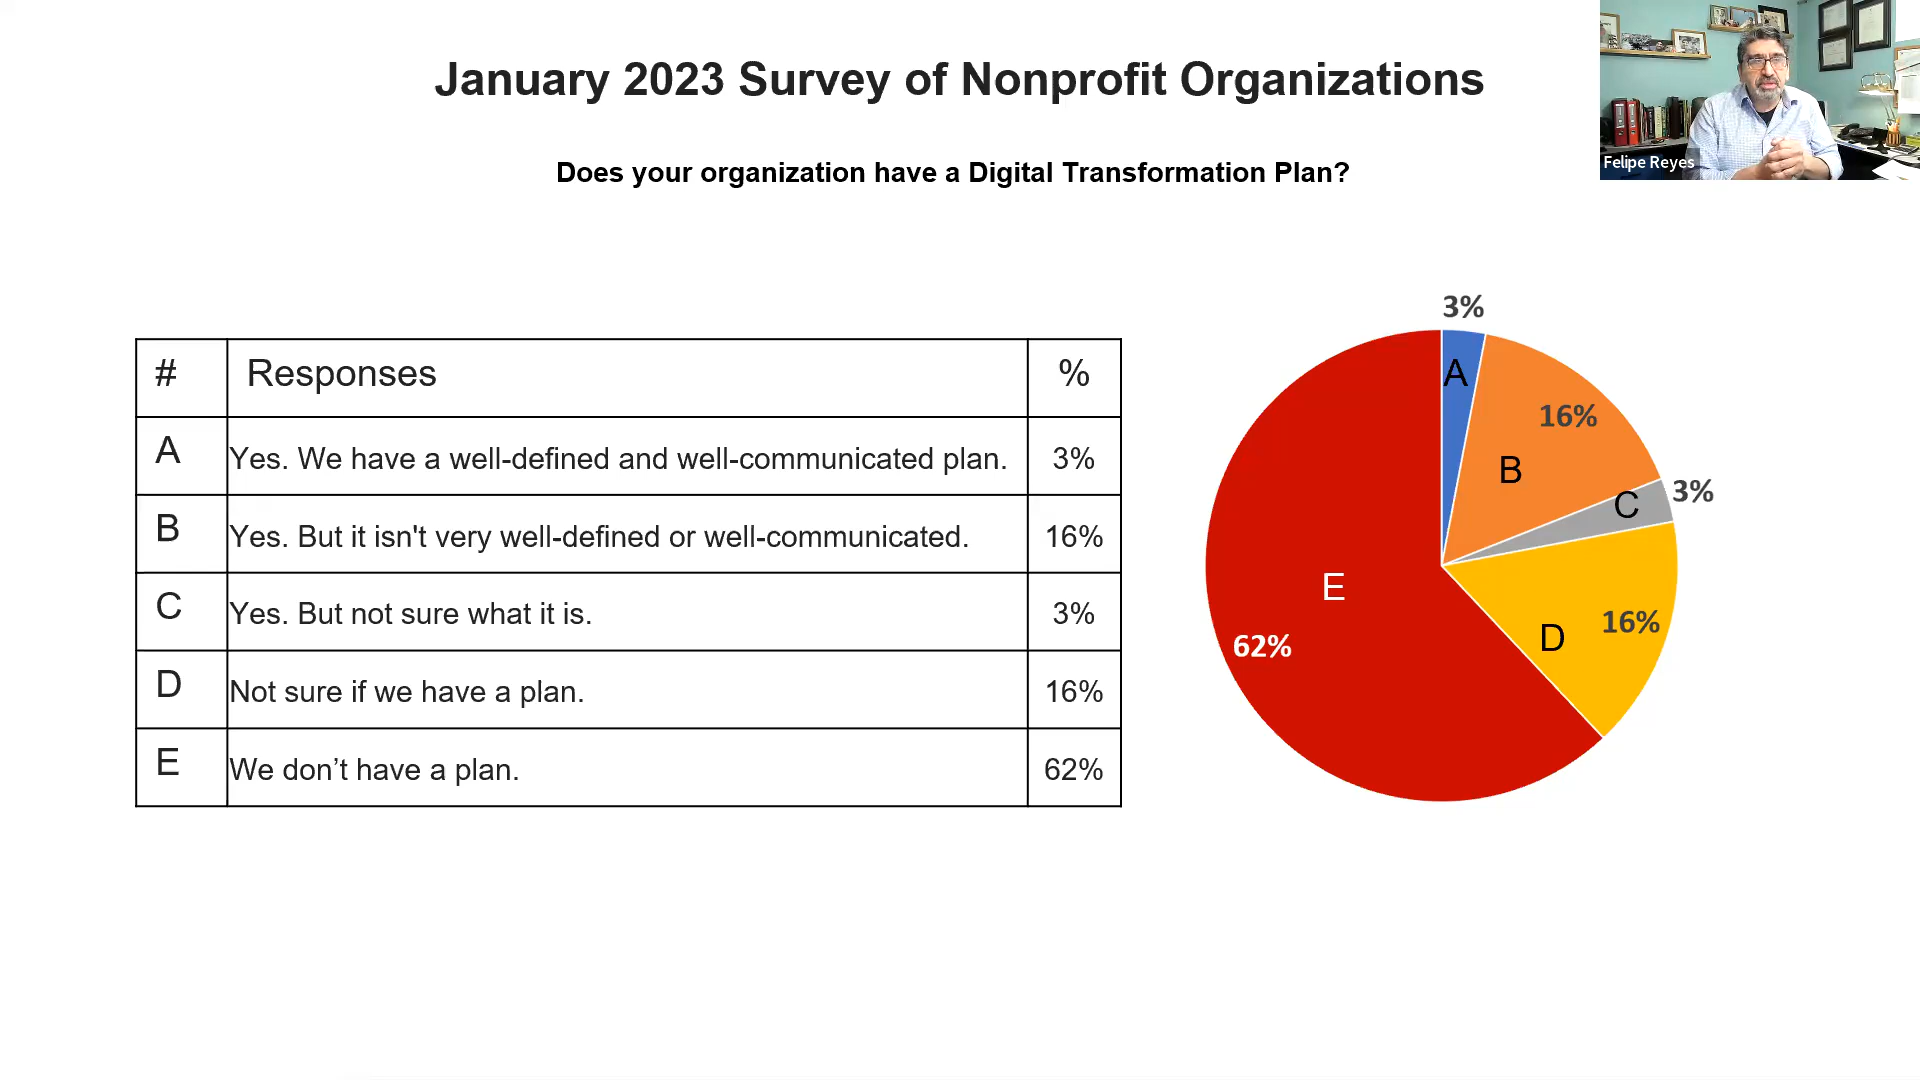 January 2023 Survey of Nonprofit Organizations
Felipe Reyes
Does your organization have a Digital Transformation Plan?
# Responses %
A Yes. We have a well-defined and well-communicated plan. 3%
B Yes. But it isn't very well-defined or well-communicated. 16%
C Yes. But not sure what it is. 3%
D Not sure if we have a plan. 16%
E We don’t have a plan. 62%
3%
A
16%
B
3%
C
E
16%
D
62%